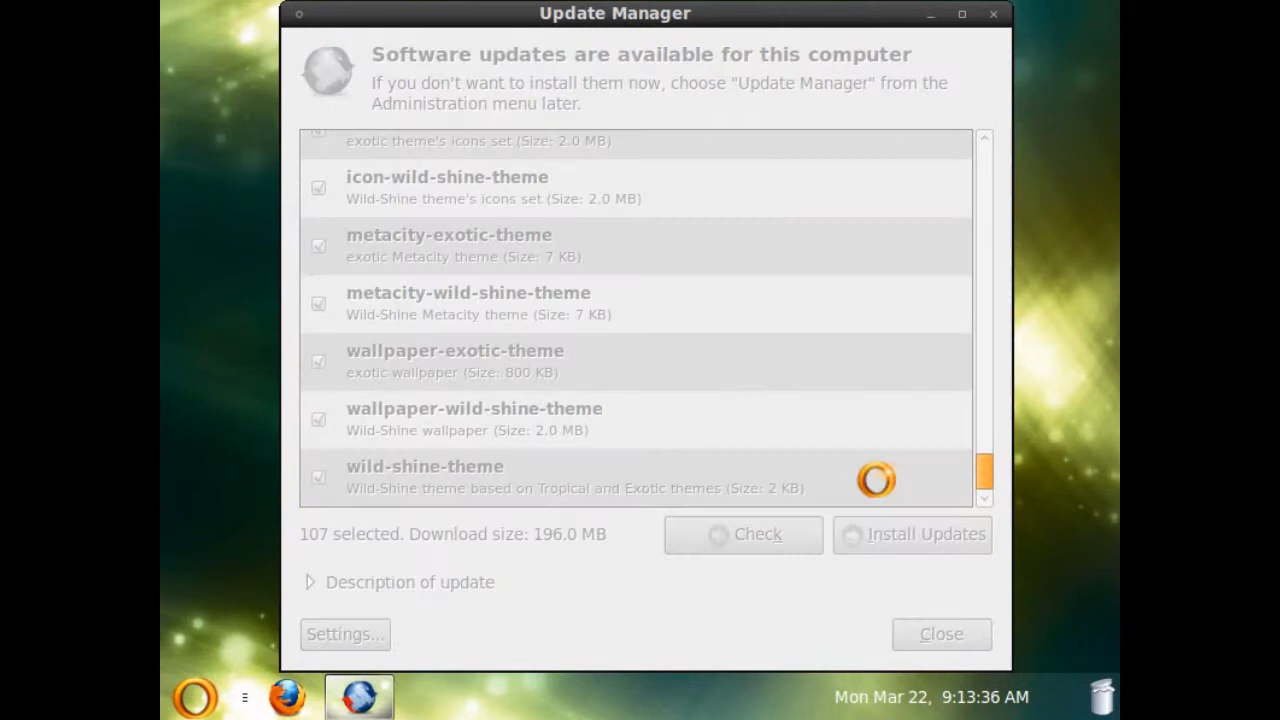 Update Manager
Software updates are available for this computer
If you don't want to install them now, choose "Update Manager" from the
Administration menu later.
exotic theme's icons set (Size: 2.0 MB)
icon-wild-shine-theme
Wild-Shine theme's icons set (Size: 2.0 MB)
metacity-exotic-theme
exotic Metacity theme (Size: 7 KB)
metacity-wild-shine-theme
Wild-Shine Metacity theme (Size: 7 KB)
wallpaper-exotic-theme
exotic wallpaper (Size: 800 KB)
wallpaper-wild-shine-theme
Wild-Shine wallpaper (Size: 2.0 MB)
wild-shine-theme
Wild-Shine theme based on Tropical and Exotic themes (Size: 2 KB)
107 selected. Download size: 196.0 MB
Check
Install Updates
Description of update
Settings...
Close
Mon Mar 22, 9:13:36 AM